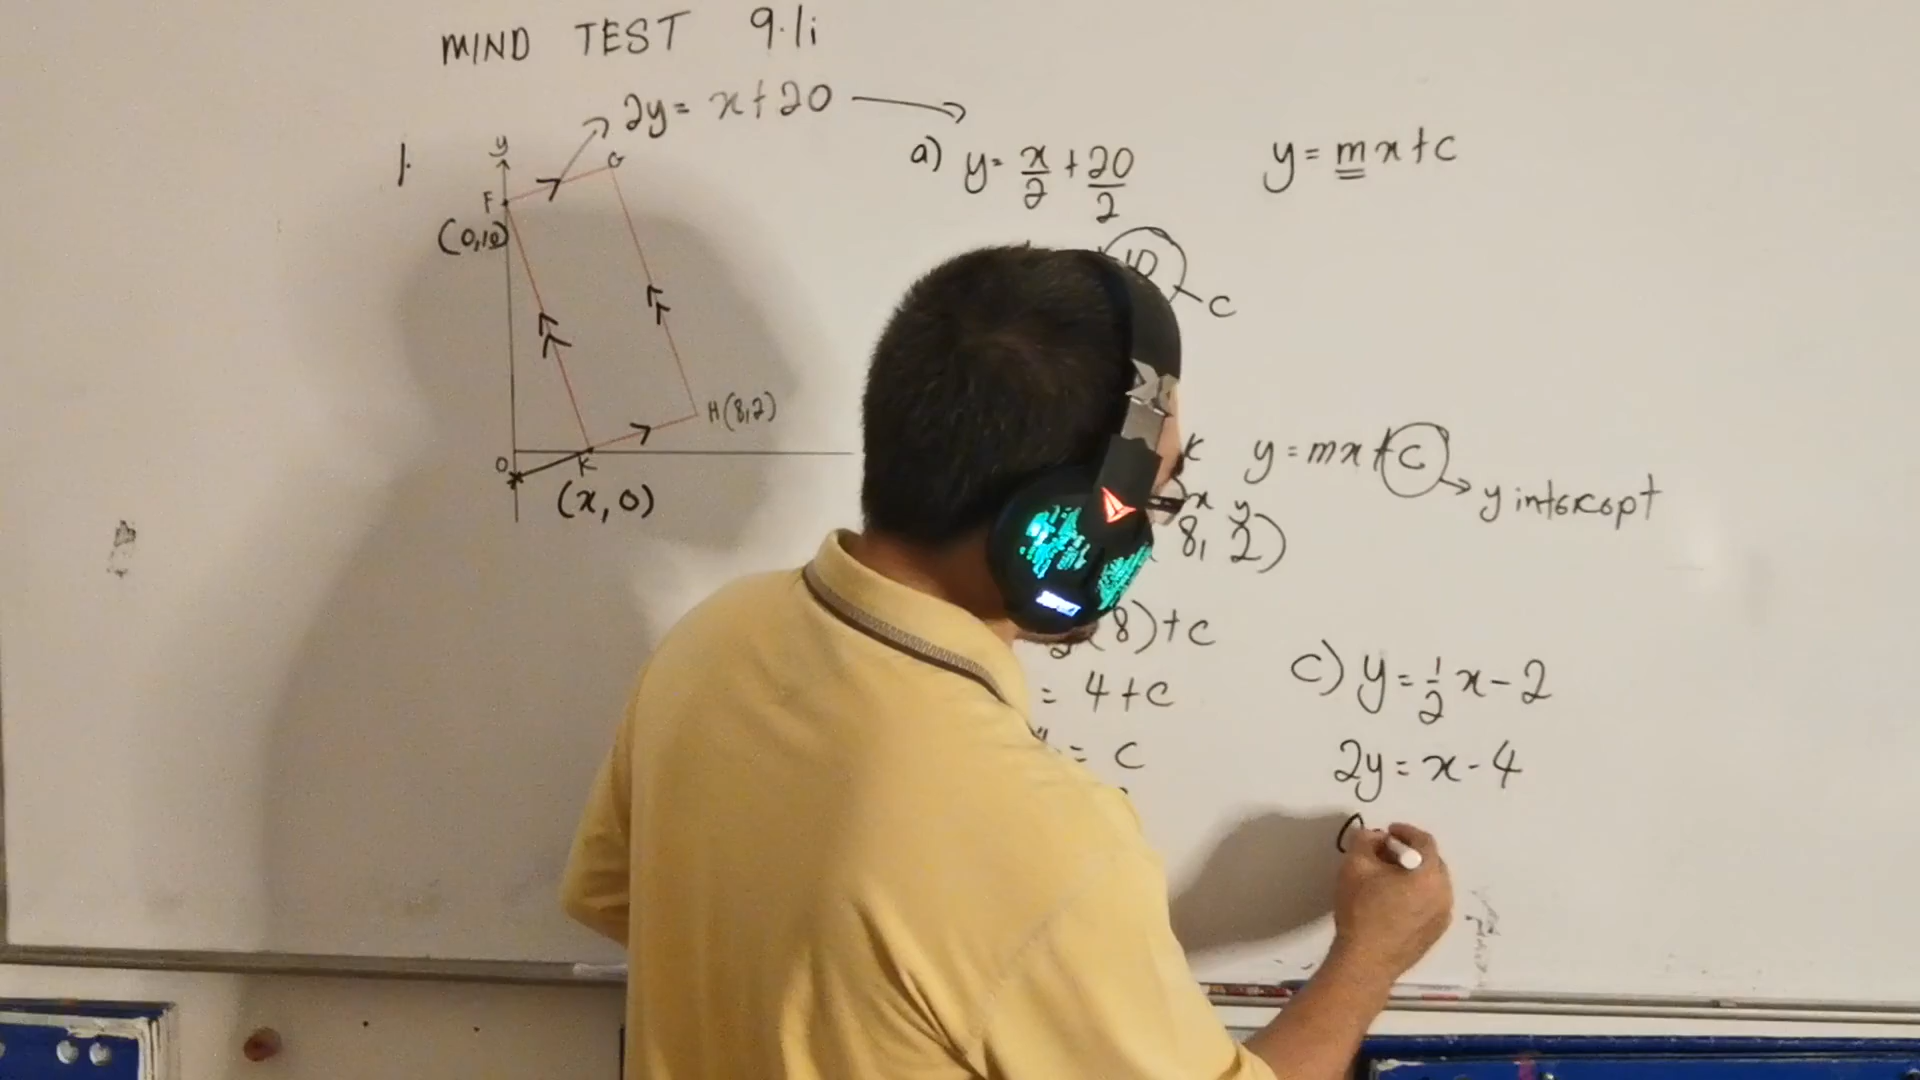 MIND TEST 9.1i
2y = x + 20
1.
y
F
G
(0,10)
H(8,2)
O
K
(x, 0)
a) y = x/2 + 20/2
10
c
y = mx + c
K
y = mx + c
y intercept
x y
8, 2)
(8) + c
= 4 + c
= c
c) y = 1/2 x - 2
2y = x - 4